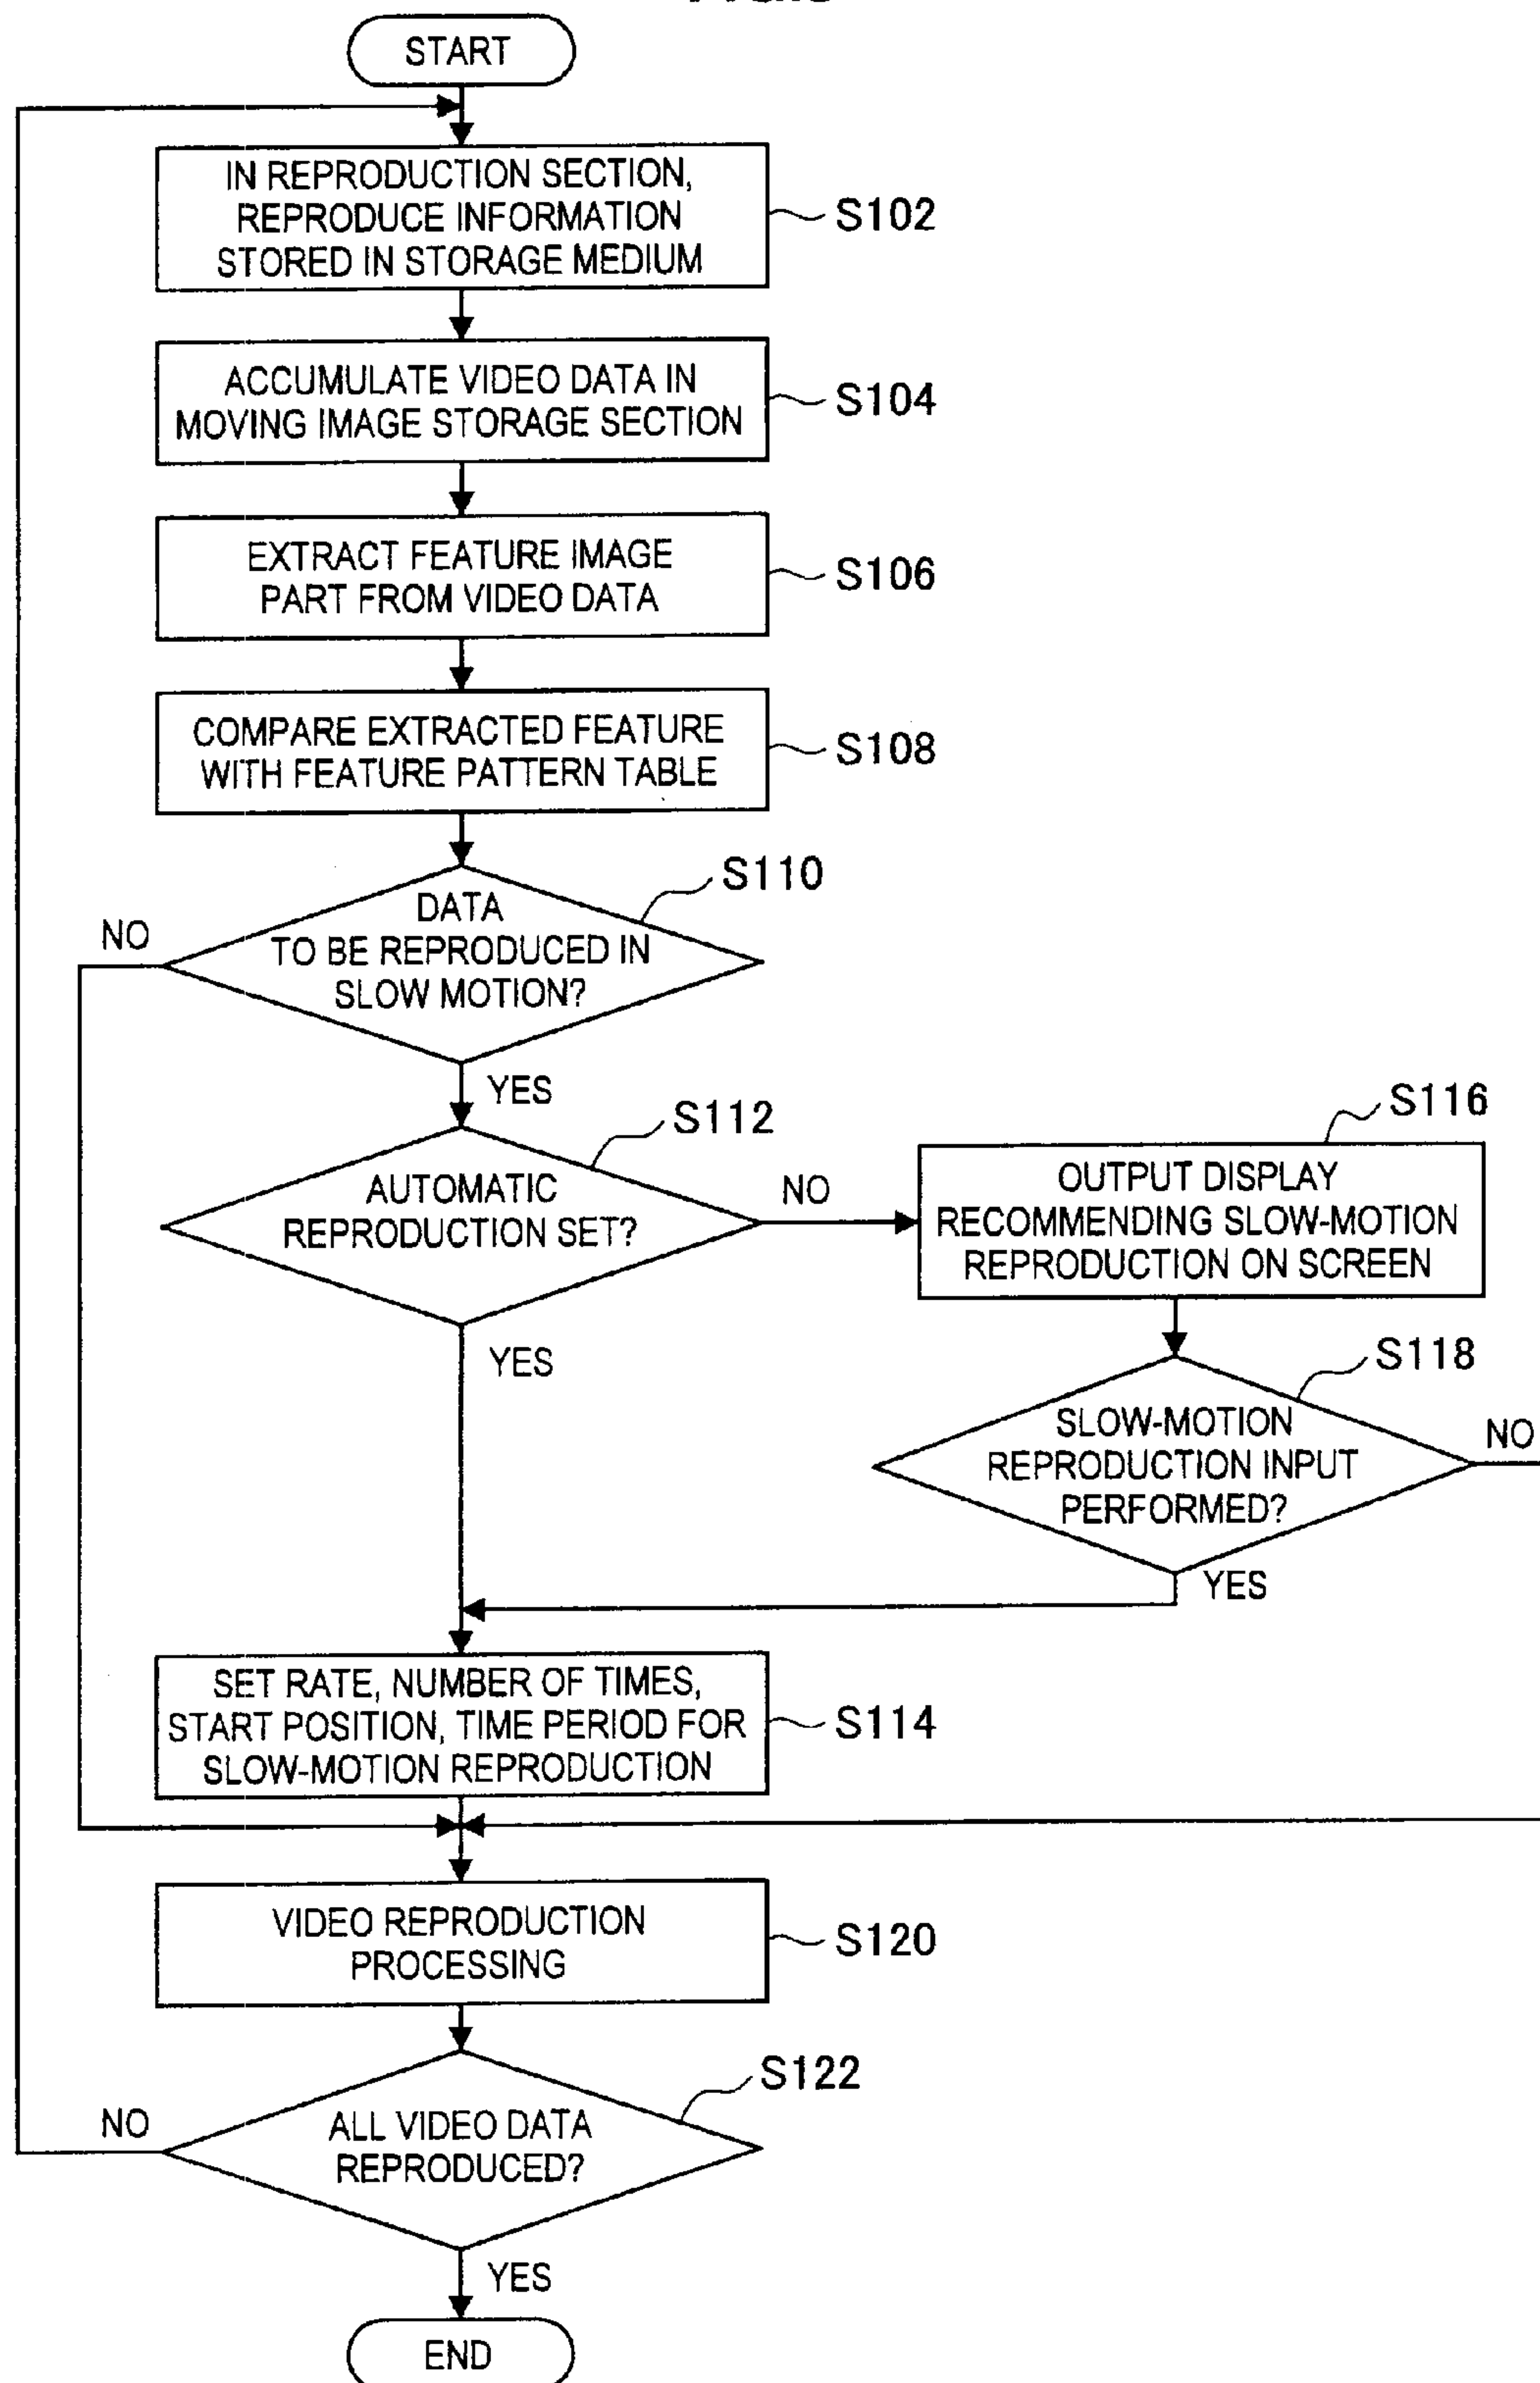 START
IN REPRODUCTION SECTION,
REPRODUCE INFORMATION
STORED IN STORAGE MEDIUM
S102
ACCUMULATE VIDEO DATA IN
MOVING IMAGE STORAGE SECTION
S104
EXTRACT FEATURE IMAGE
PART FROM VIDEO DATA
S106
COMPARE EXTRACTED FEATURE
WITH FEATURE PATTERN TABLE
S108
S110
DATA
TO BE REPRODUCED IN
SLOW MOTION?
NO
YES
S112
AUTOMATIC
REPRODUCTION SET?
NO
YES
S116
OUTPUT DISPLAY
RECOMMENDING SLOW-MOTION
REPRODUCTION ON SCREEN
S118
SLOW-MOTION
REPRODUCTION INPUT
PERFORMED?
NO
YES
SET RATE, NUMBER OF TIMES,
START POSITION, TIME PERIOD FOR
SLOW-MOTION REPRODUCTION
S114
VIDEO REPRODUCTION
PROCESSING
S120
S122
ALL VIDEO DATA
REPRODUCED?
NO
YES
END